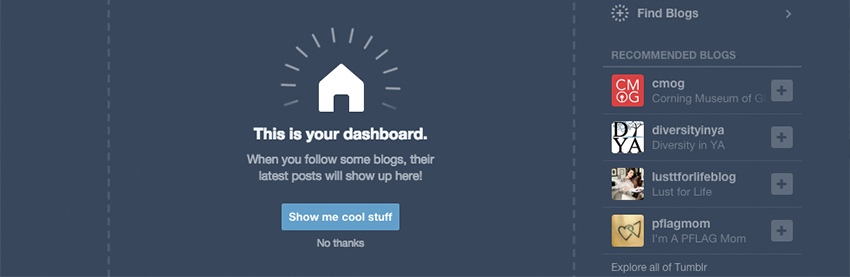 This is your dashboard.
When you follow some blogs, their
latest posts will show up here!
Show me cool stuff
No thanks
Find Blogs
RECOMMENDED BLOGS
CM
OG
cmog
Corning Museum of G
DIV
YA
diversityinya
Diversity in YA
lusttforlifeblog
Lust for Life
pflagmom
I'm A PFLAG Mom
Explore all of Tumblr